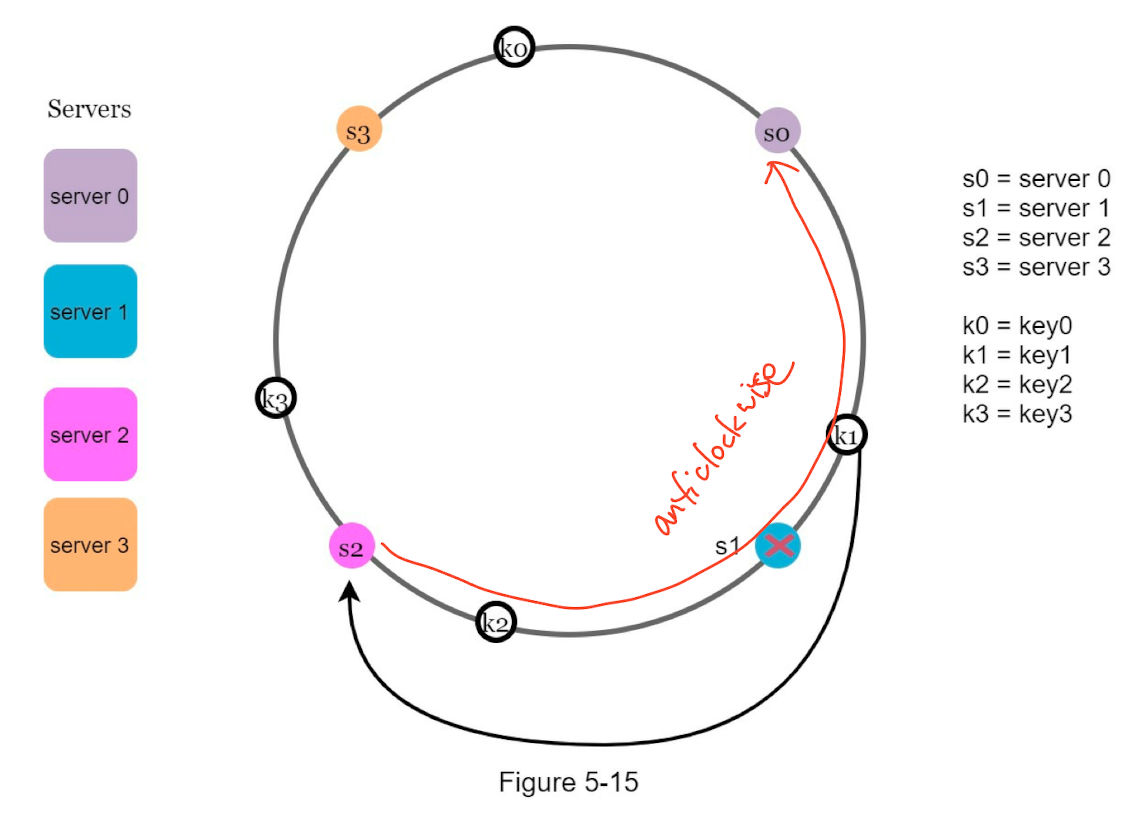 Servers
server 0
server 1
server 2
server 3
k0
s0
s3
k3
k1
s1
s2
k2
anticlockwise
s0 = server 0
s1 = server 1
s2 = server 2
s3 = server 3
k0 = key0
k1 = key1
k2 = key2
k3 = key3
Figure 5-15